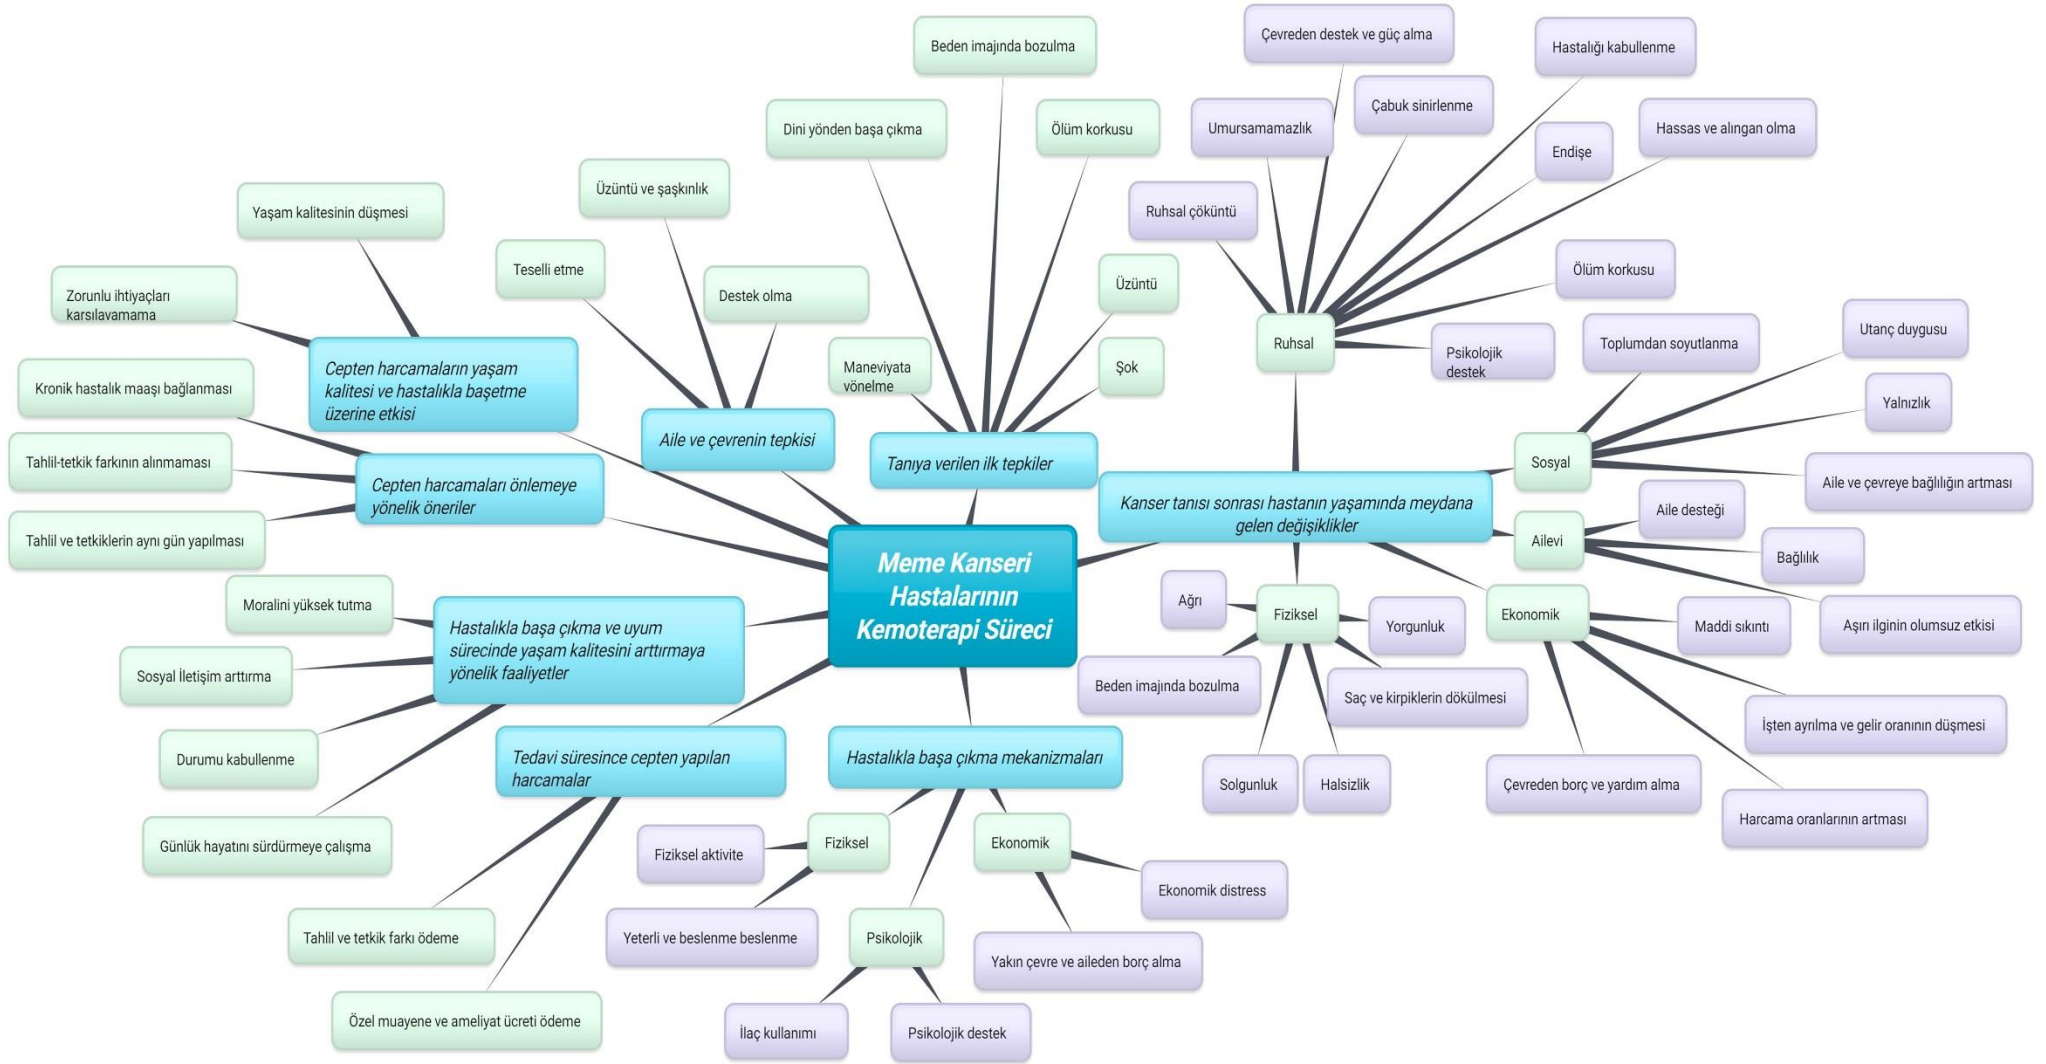 Meme Kanseri
Hastalarının
Kemoterapi Süreci
Tanıya verilen ilk tepkiler
Maneviyata
vönelme
Dini yönden başa çıkma
Beden imajında bozulma
Ölüm korkusu
Üzüntü
Şok
Kanser tanısı sonrası hastanın yaşamında meydana
gelen değişiklikler
Ruhsal
Ruhsal çöküntü
Umursamamazlık
Çevreden destek ve güç alma
Çabuk sinirlenme
Hastalığı kabullenme
Endişe
Hassas ve alıngan olma
Ölüm korkusu
Psikolojik
destek
Sosyal
Toplumdan soyutlanma
Utanç duygusu
Yalnızlık
Aile ve çevreye bağlılığın artması
Ailevi
Aile desteği
Bağlılık
Aşırı ilginin olumsuz etkisi
Ekonomik
Maddi sıkıntı
İşten ayrılma ve gelir oranının düşmesi
Harcama oranlarının artması
Çevreden borç ve yardım alma
Fiziksel
Ağrı
Yorgunluk
Beden imajında bozulma
Saç ve kirpiklerin dökülmesi
Solgunluk
Halsizlik
Hastalıkla başa çıkma mekanizmaları
Fiziksel
Fiziksel aktivite
Yeterli ve beslenme beslenme
Psikolojik
İlaç kullanımı
Psikolojik destek
Ekonomik
Ekonomik distress
Yakın çevre ve aileden borç alma
Tedavi süresince cepten yapılan
harcamalar
Tahlil ve tetkik farkı ödeme
Özel muayene ve ameliyat ücreti ödeme
Hastalıkla başa çıkma ve uyum
sürecinde yaşam kalitesini arttırmaya
yönelik faaliyetler
Moralini yüksek tutma
Sosyal İletişim arttırma
Durumu kabullenme
Günlük hayatını sürdürmeye çalışma
Cepten harcamaları önlemeye
yönelik öneriler
Kronik hastalık maaşı bağlanması
Tahlil-tetkik farkının alınmaması
Tahlil ve tetkiklerin aynı gün yapılması
Cepten harcamaların yaşam
kalitesi ve hastalıkla başetme
üzerine etkisi
Zorunlu ihtiyaçları
karsılavamama
Yaşam kalitesinin düşmesi
Aile ve çevrenin tepkisi
Teselli etme
Üzüntü ve şaşkınlık
Destek olma